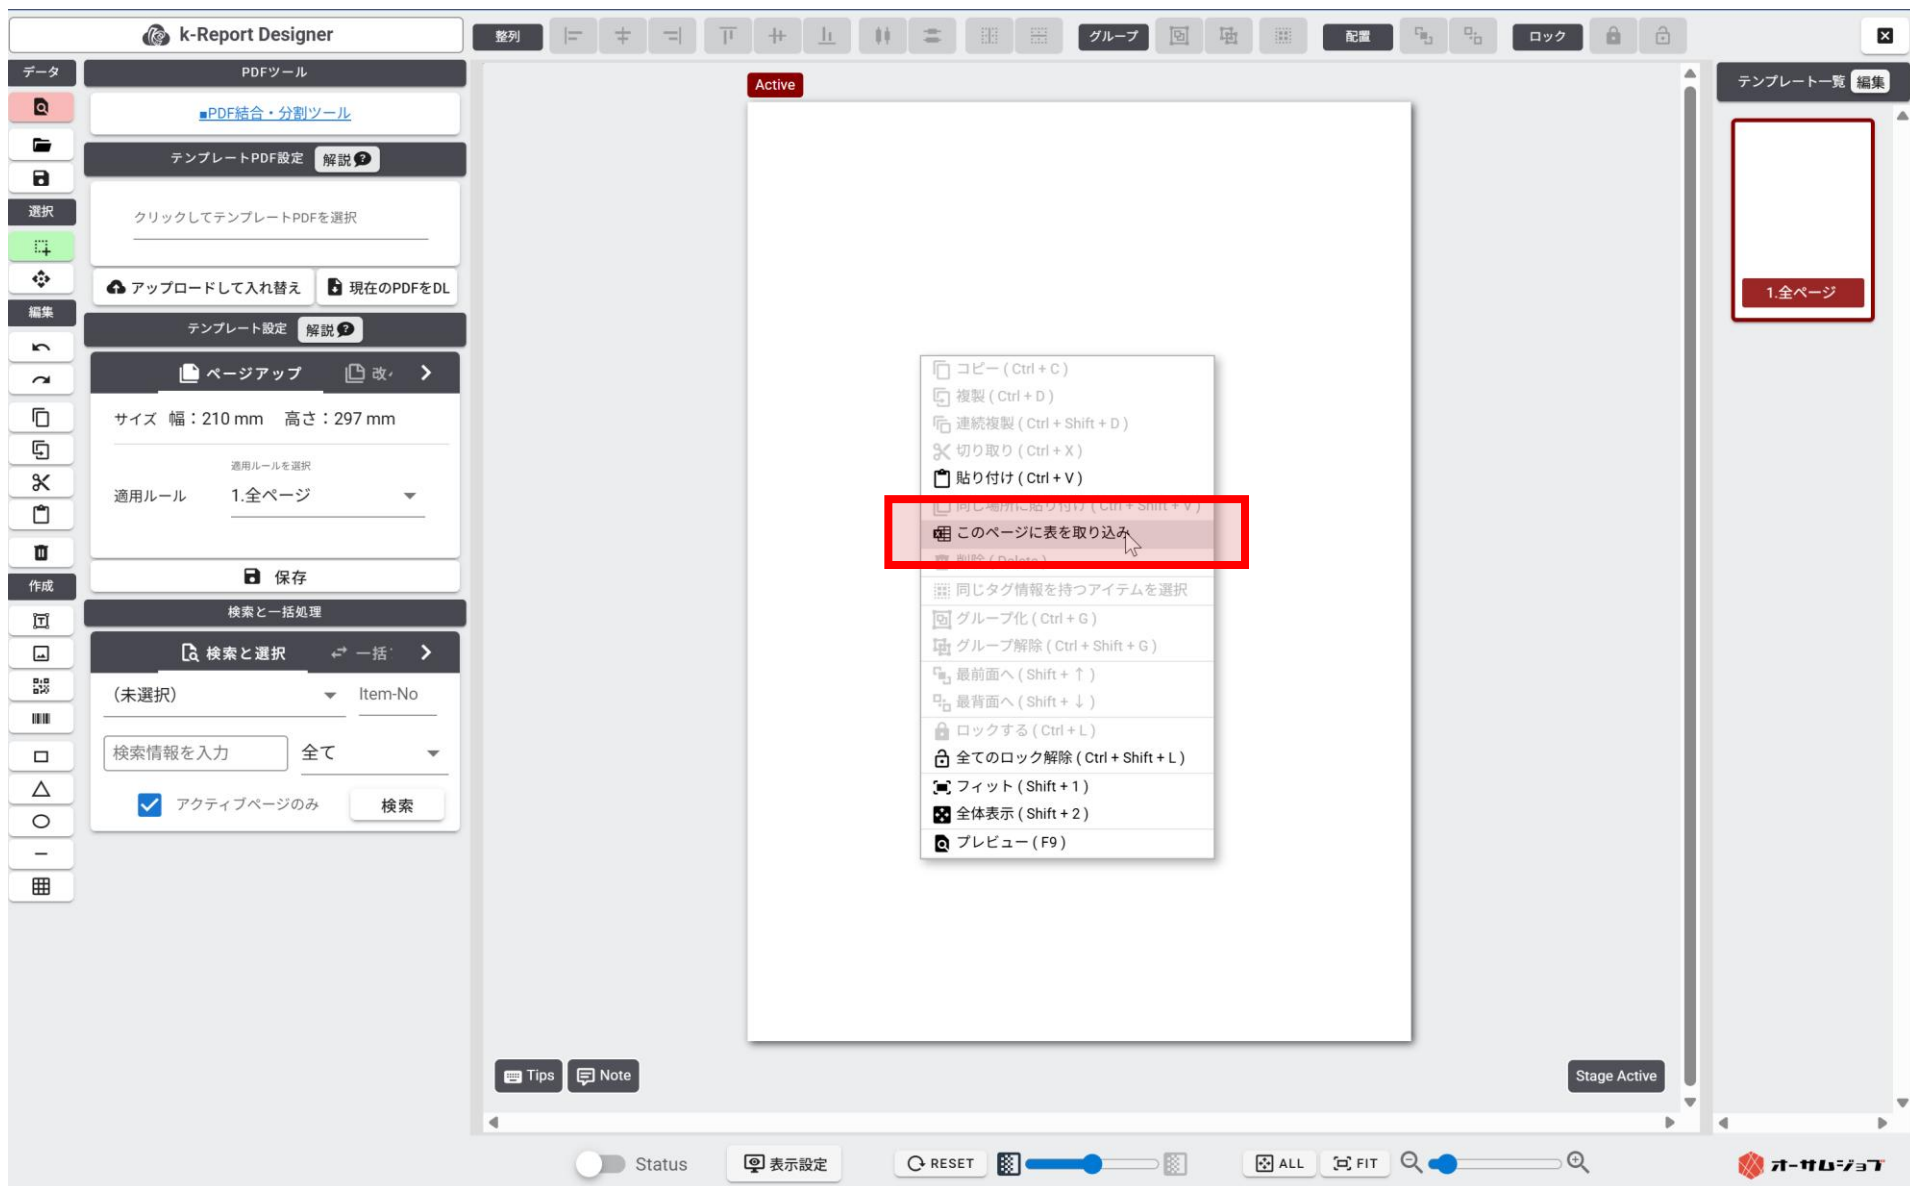 k-Report Designer
整列
グループ
配置
ロック
データ
PDFツール
■PDF結合・分割ツール
テンプレートPDF設定 解説
クリックしてテンプレートPDFを選択
アップロードして入れ替え
現在のPDFをDL
テンプレート設定 解説
ページアップ
改
サイズ 幅：210 mm 高さ：297 mm
適用ルールを選択
適用ルール 1.全ページ
保存
検索と一括処理
検索と選択
一括
(未選択)
Item-No
検索情報を入力
全て
アクティブページのみ
検索
選択
編集
作成
Active
コピー ( Ctrl + C )
複製 ( Ctrl + D )
連続複製 ( Ctrl + Shift + D )
切り取り ( Ctrl + X )
貼り付け ( Ctrl + V )
同じ場所に貼り付け ( Ctrl + Shift + V )
このページに表を取り込み
削除 ( Delete )
同じタグ情報を持つアイテムを選択
グループ化 ( Ctrl + G )
グループ解除 ( Ctrl + Shift + G )
最前面へ ( Shift + ↑ )
最背面へ ( Shift + ↓ )
ロックする ( Ctrl + L )
全てのロック解除 ( Ctrl + Shift + L )
フィット ( Shift + 1 )
全体表示 ( Shift + 2 )
プレビュー ( F9 )
Tips
Note
Stage Active
テンプレート一覧 編集
1.全ページ
Status
表示設定
RESET
ALL
FIT
オーサムジョブ